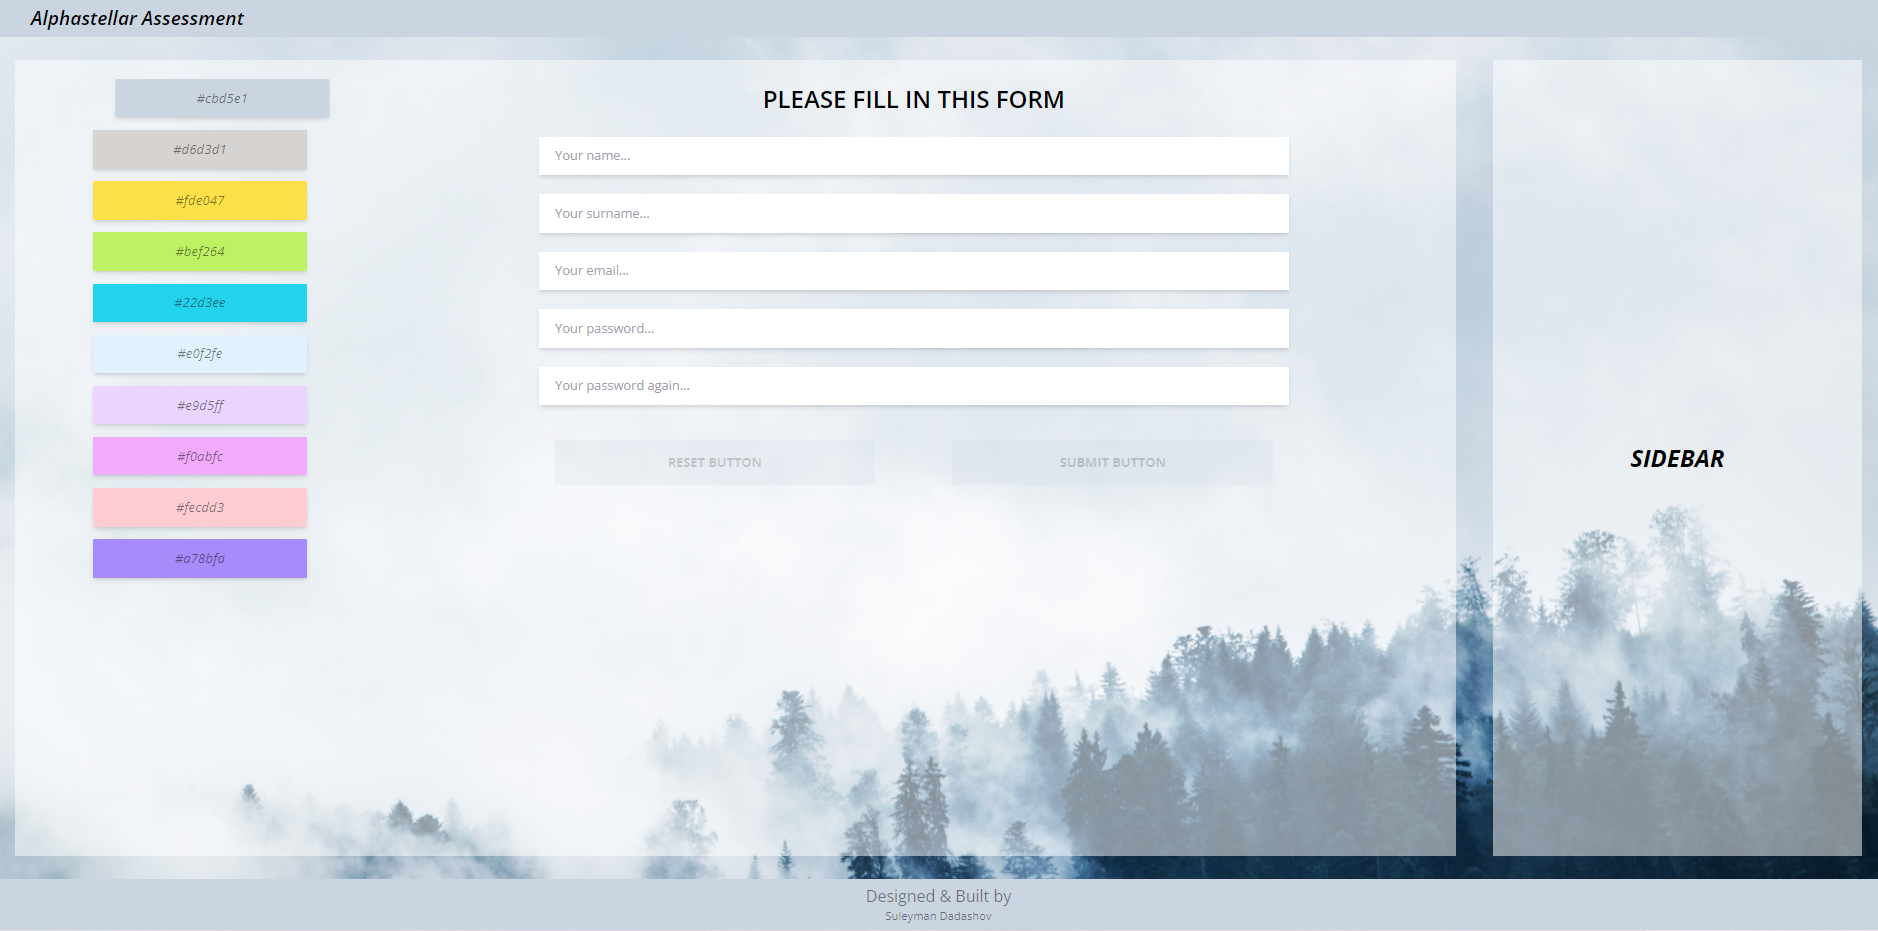 Alphastellar Assessment
#cbd5e1
#d6d3d1
#fde047
#bef264
#22d3ee
#e0f2fe
#e9d5ff
#f0abfc
#fecdd3
#a78bfa
PLEASE FILL IN THIS FORM
Your name...
Your surname...
Your email...
Your password...
Your password again...
RESET BUTTON
SUBMIT BUTTON
SIDEBAR
Designed & Built by
Suleyman Dadashov